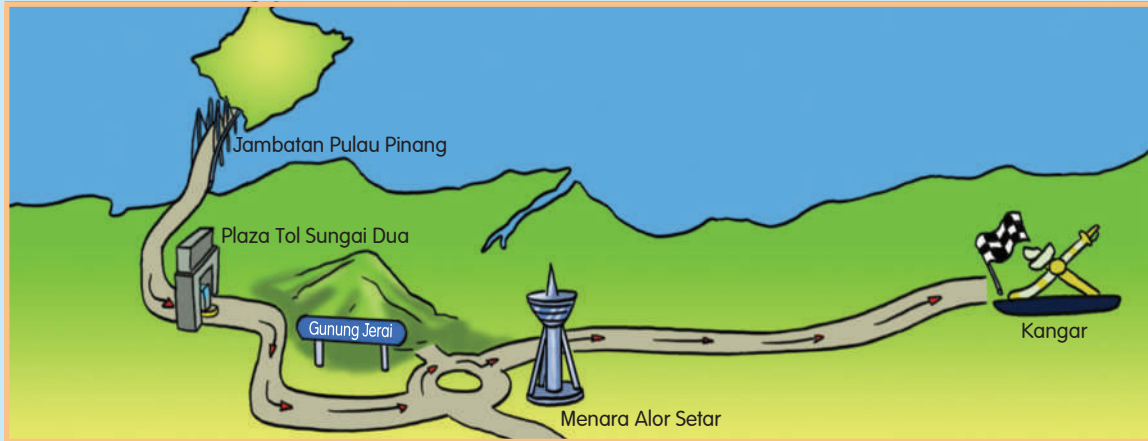 Jambatan Pulau Pinang
Plaza Tol Sungai Dua
Gunung Jerai
Menara Alor Setar
Kangar